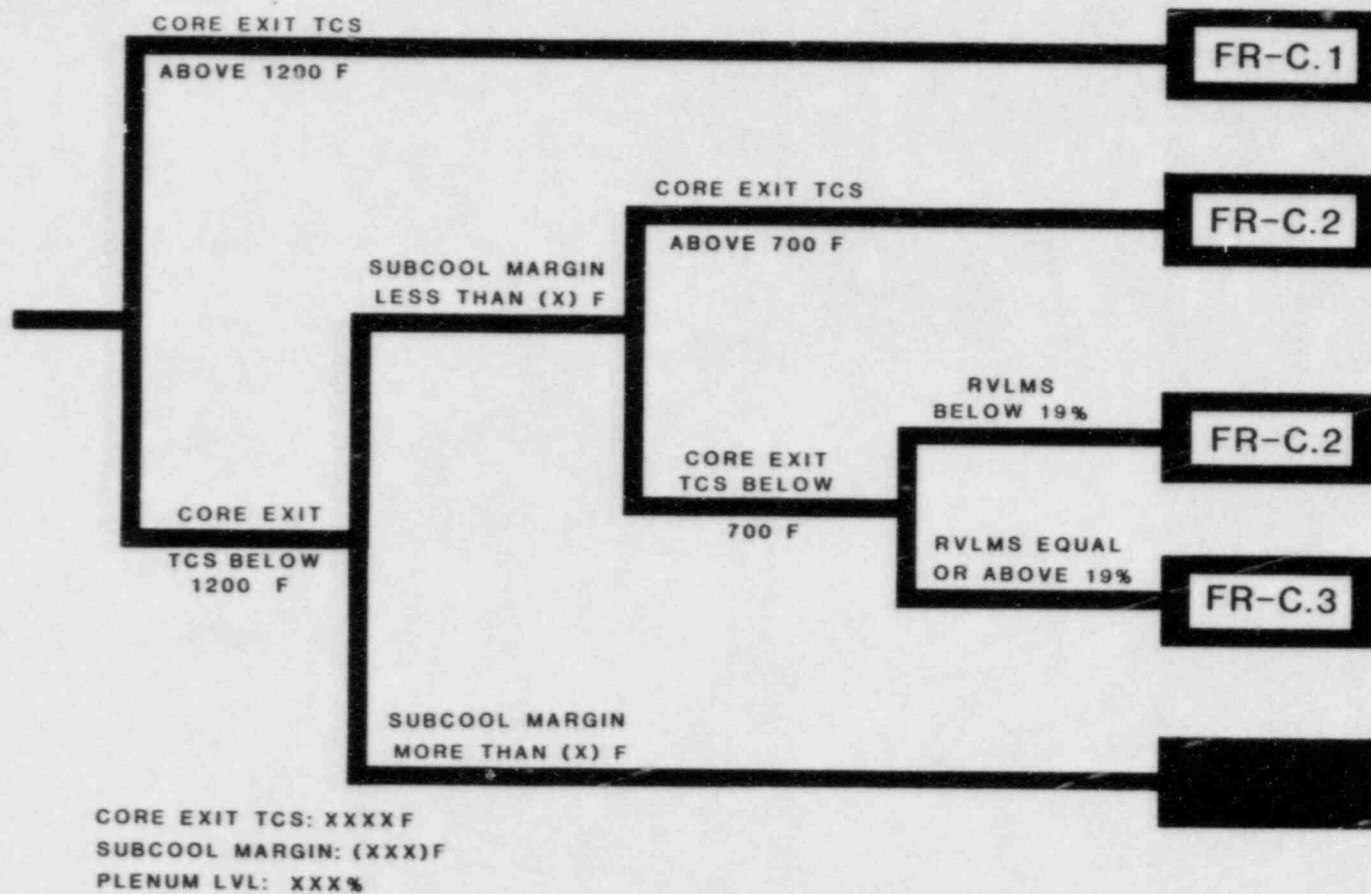 CORE EXIT TCS
ABOVE 1200 F
FR-C.1
CORE EXIT TCS
ABOVE 700 F
FR-C.2
SUBCOOL MARGIN
LESS THAN (X) F
RVLMS
BELOW 19%
FR-C.2
CORE EXIT
TCS BELOW
700 F
RVLMS EQUAL
OR ABOVE 19%
FR-C.3
CORE EXIT
TCS BELOW
1200 F
SUBCOOL MARGIN
MORE THAN (X) F
CORE EXIT TCS: XXXXF
SUBCOOL MARGIN: (XXX)F
PLENUM LVL: XXX%